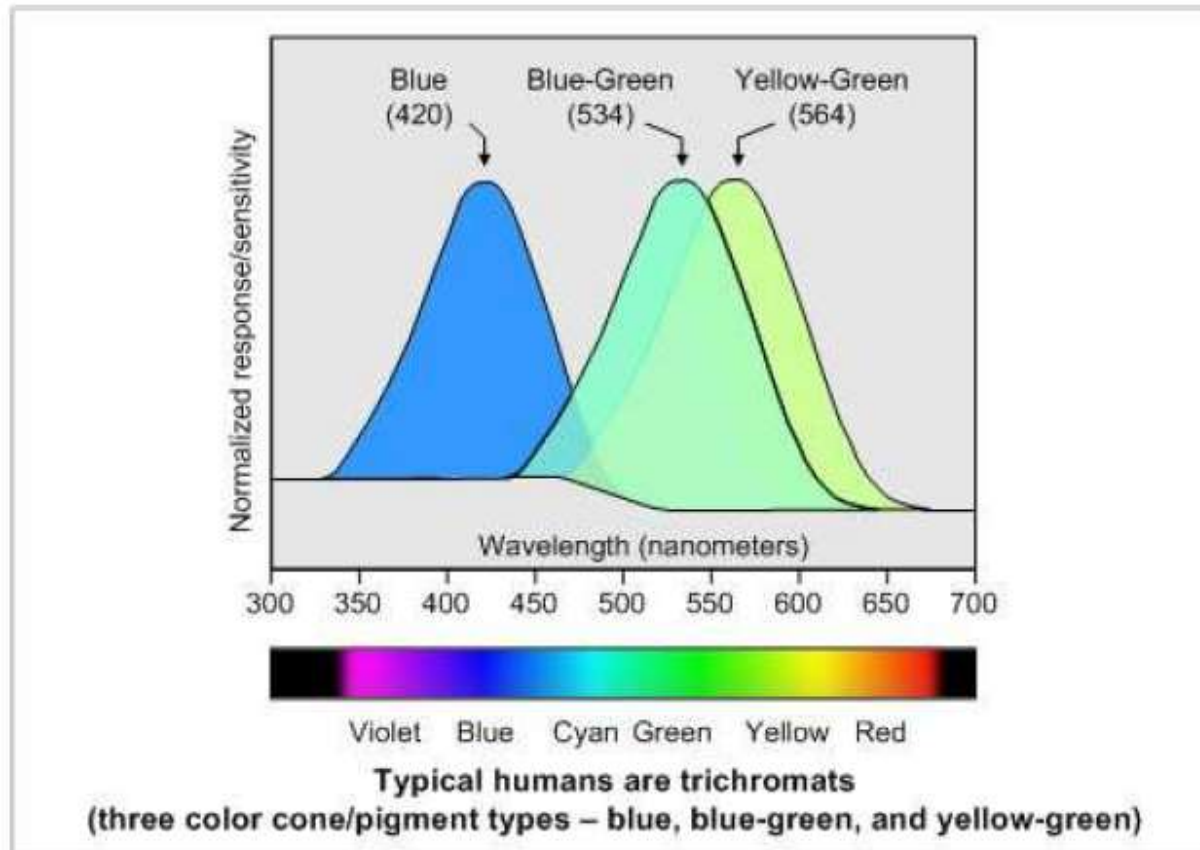 Blue
(420)
Blue-Green
(534)
Yellow-Green
(564)
Normalized response/sensitivity
Wavelength (nanometers)
300 350 400 450 500 550 600 650 700
Violet Blue Cyan Green Yellow Red
Typical humans are trichromats
(three color cone/pigment types – blue, blue-green, and yellow-green)